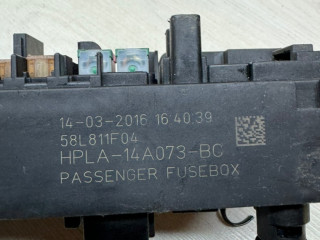 14-03-2016 16:40:39
58L811F04
HPLA-14A073-BC
PASSENGER FUSEBOX